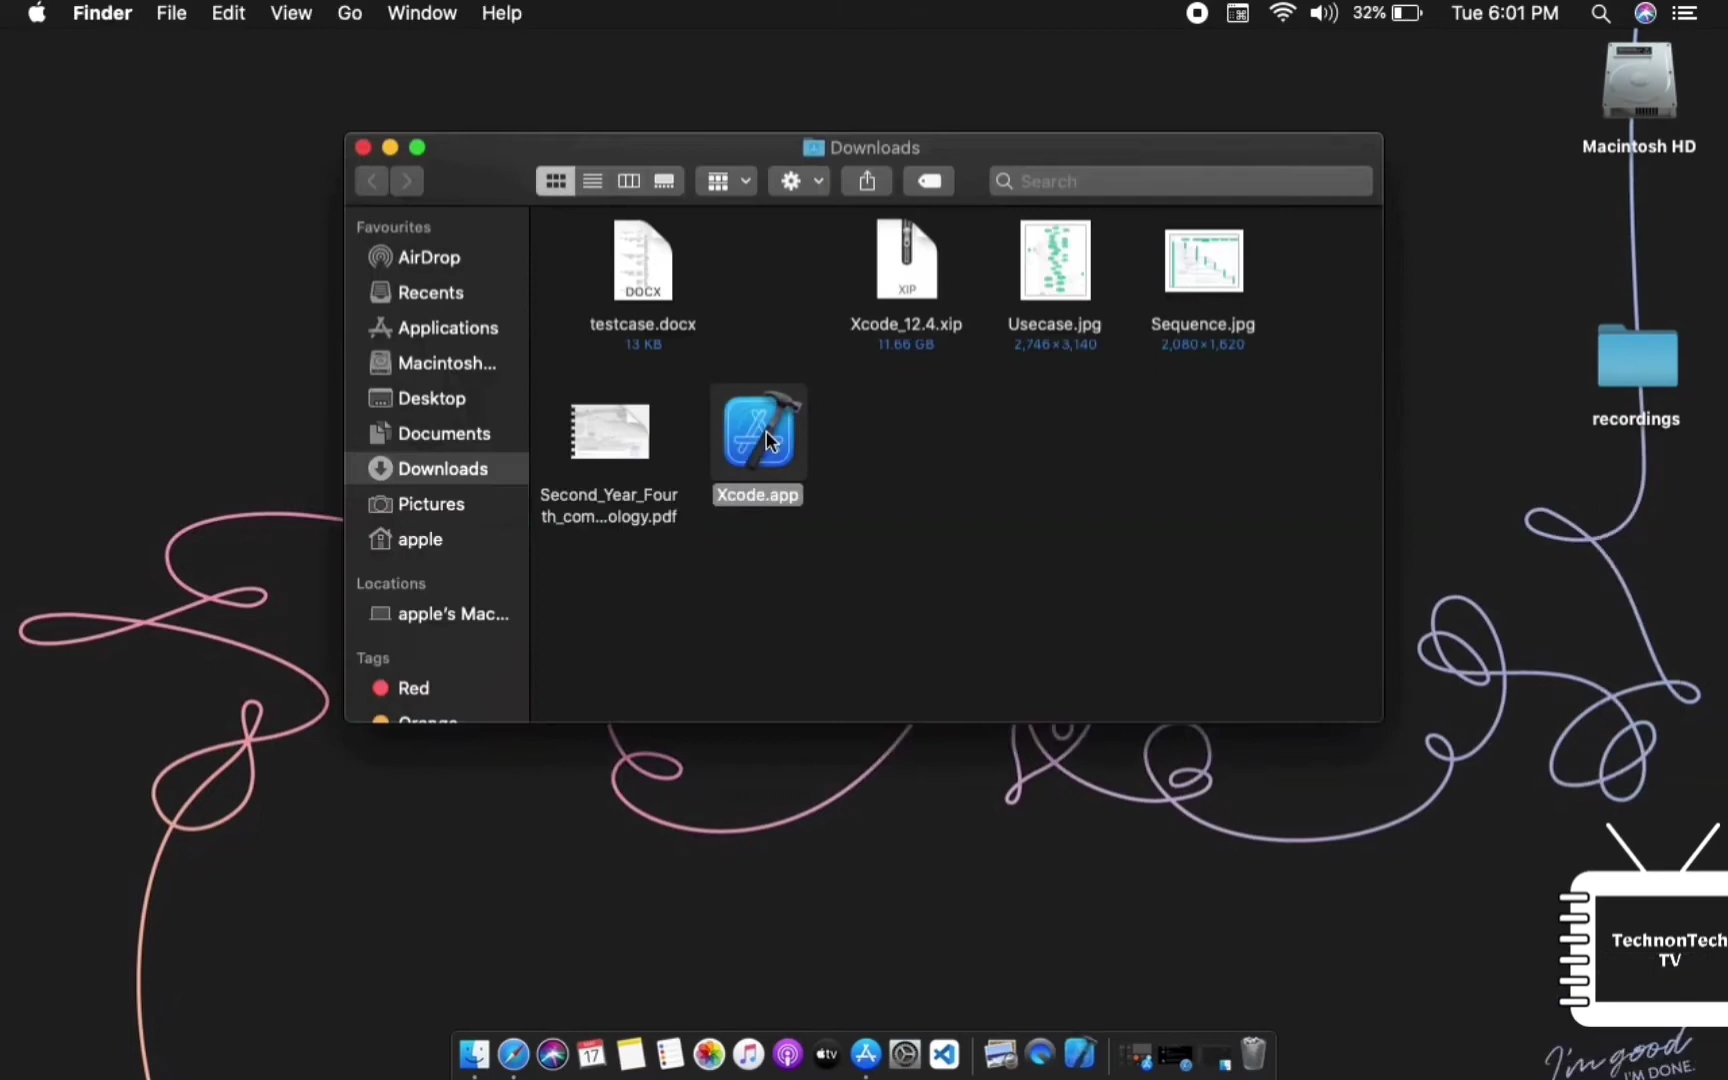 Finder File Edit View Go Window Help 32% Tue 6:01 PM
Macintosh HD
Downloads
Search
Favourites
AirDrop
Recents
Applications
Macintosh...
Desktop
Documents
Downloads
Pictures
apple
Locations
apple's Mac...
Tags
Red
Orange
DOCX
testcase.docx
13 KB
XIP
Xcode_12.4.xip
11.66 GB
Usecase.jpg
2,746×3,140
Sequence.jpg
2,080×1,620
Second_Year_Four
th_com...ology.pdf
Xcode.app
recordings
TechnonTech
TV
I'm good
I'M DONE.
17
tv